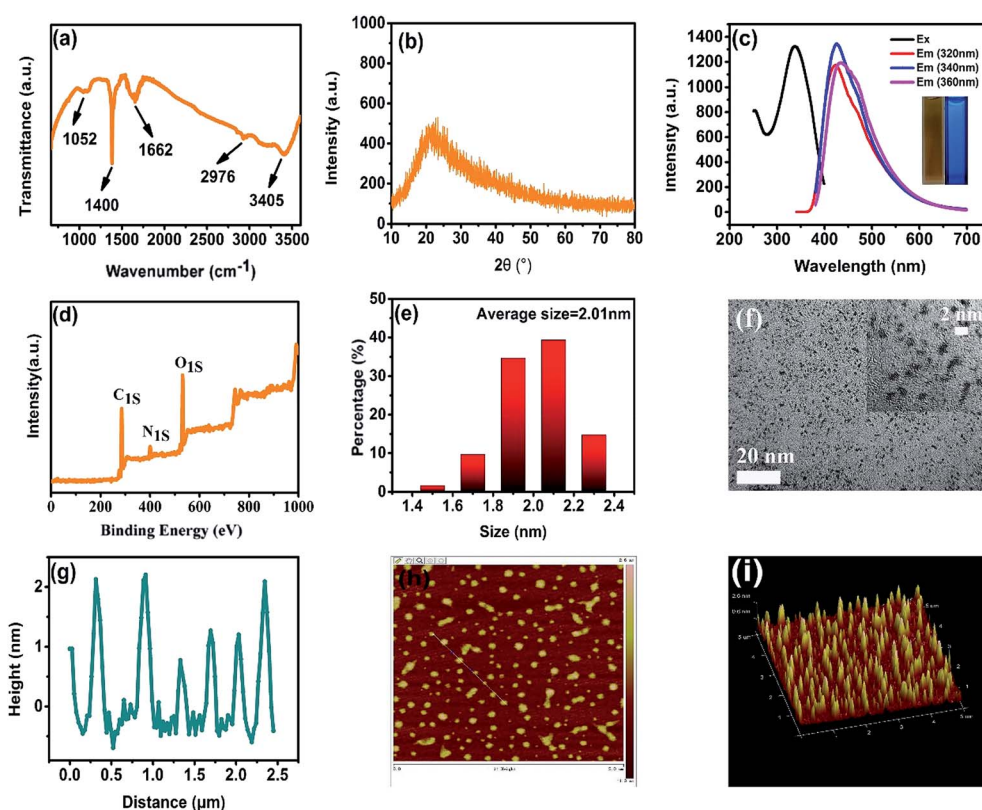 (a)
Transmittance (a.u.)
1052
1400
1662
2976
3405
1000 1500 2000 2500 3000 3500
Wavenumber (cm-1)
(b)
Intensity (a.u.)
1000
800
600
400
200
0
10 20 30 40 50 60 70 80
2θ (°)
(c)
Intensity (a.u.)
1400
1200
1000
800
600
400
200
0
Ex
Em (320nm)
Em (340nm)
Em (360nm)
200 300 400 500 600 700
Wavelength (nm)
(d)
Intensity(a.u.)
C1S
N1S
O1S
0 200 400 600 800 1000
Binding Energy (eV)
(e)
Average size=2.01nm
Percentage (%)
50
40
30
20
10
0
1.4 1.6 1.8 2.0 2.2 2.4
Size (nm)
(f)
2 nm
20 nm
(g)
Height (nm)
2
1
0
0.0 0.5 1.0 1.5 2.0 2.5
Distance (µm)
(h)
(i)